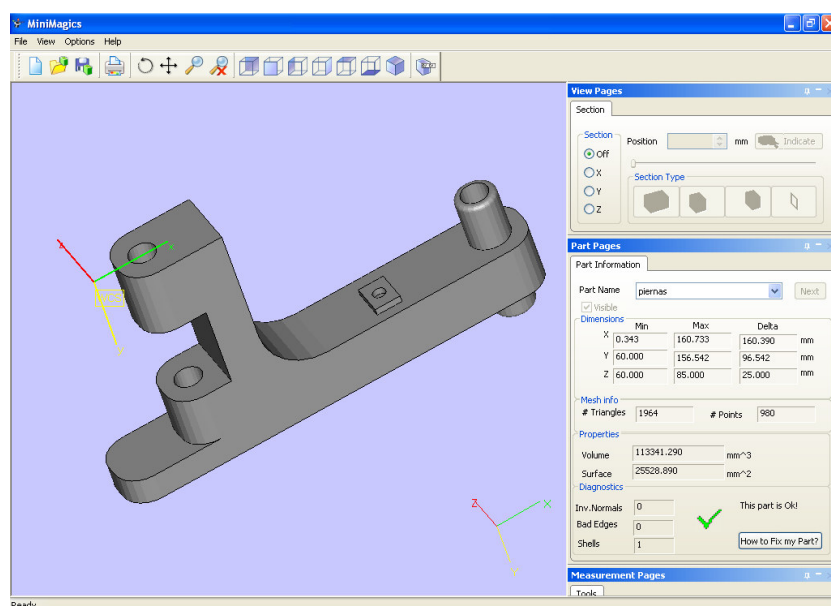 MiniMagics
File View Options Help
View Pages
Section
Section
Position mm Indicate
Off
X
Section Type
Y
Z
Part Pages
Part Information
Part Name piernas Next
Visible
Dimensions
Min Max Delta
X 0.343 160.733 160.390 mm
Y 60.000 156.542 96.542 mm
Z 60.000 85.000 25.000 mm
Mesh info
# Triangles 1964 # Points 980
Properties
Volume 113341.290 mm^3
Surface 25528.890 mm^2
Diagnostics
Inv.Normals 0 This part is Ok!
Bad Edges 0
Shells 1 How to Fix my Part?
Measurement Pages
Tools
Z X
Y
Ready